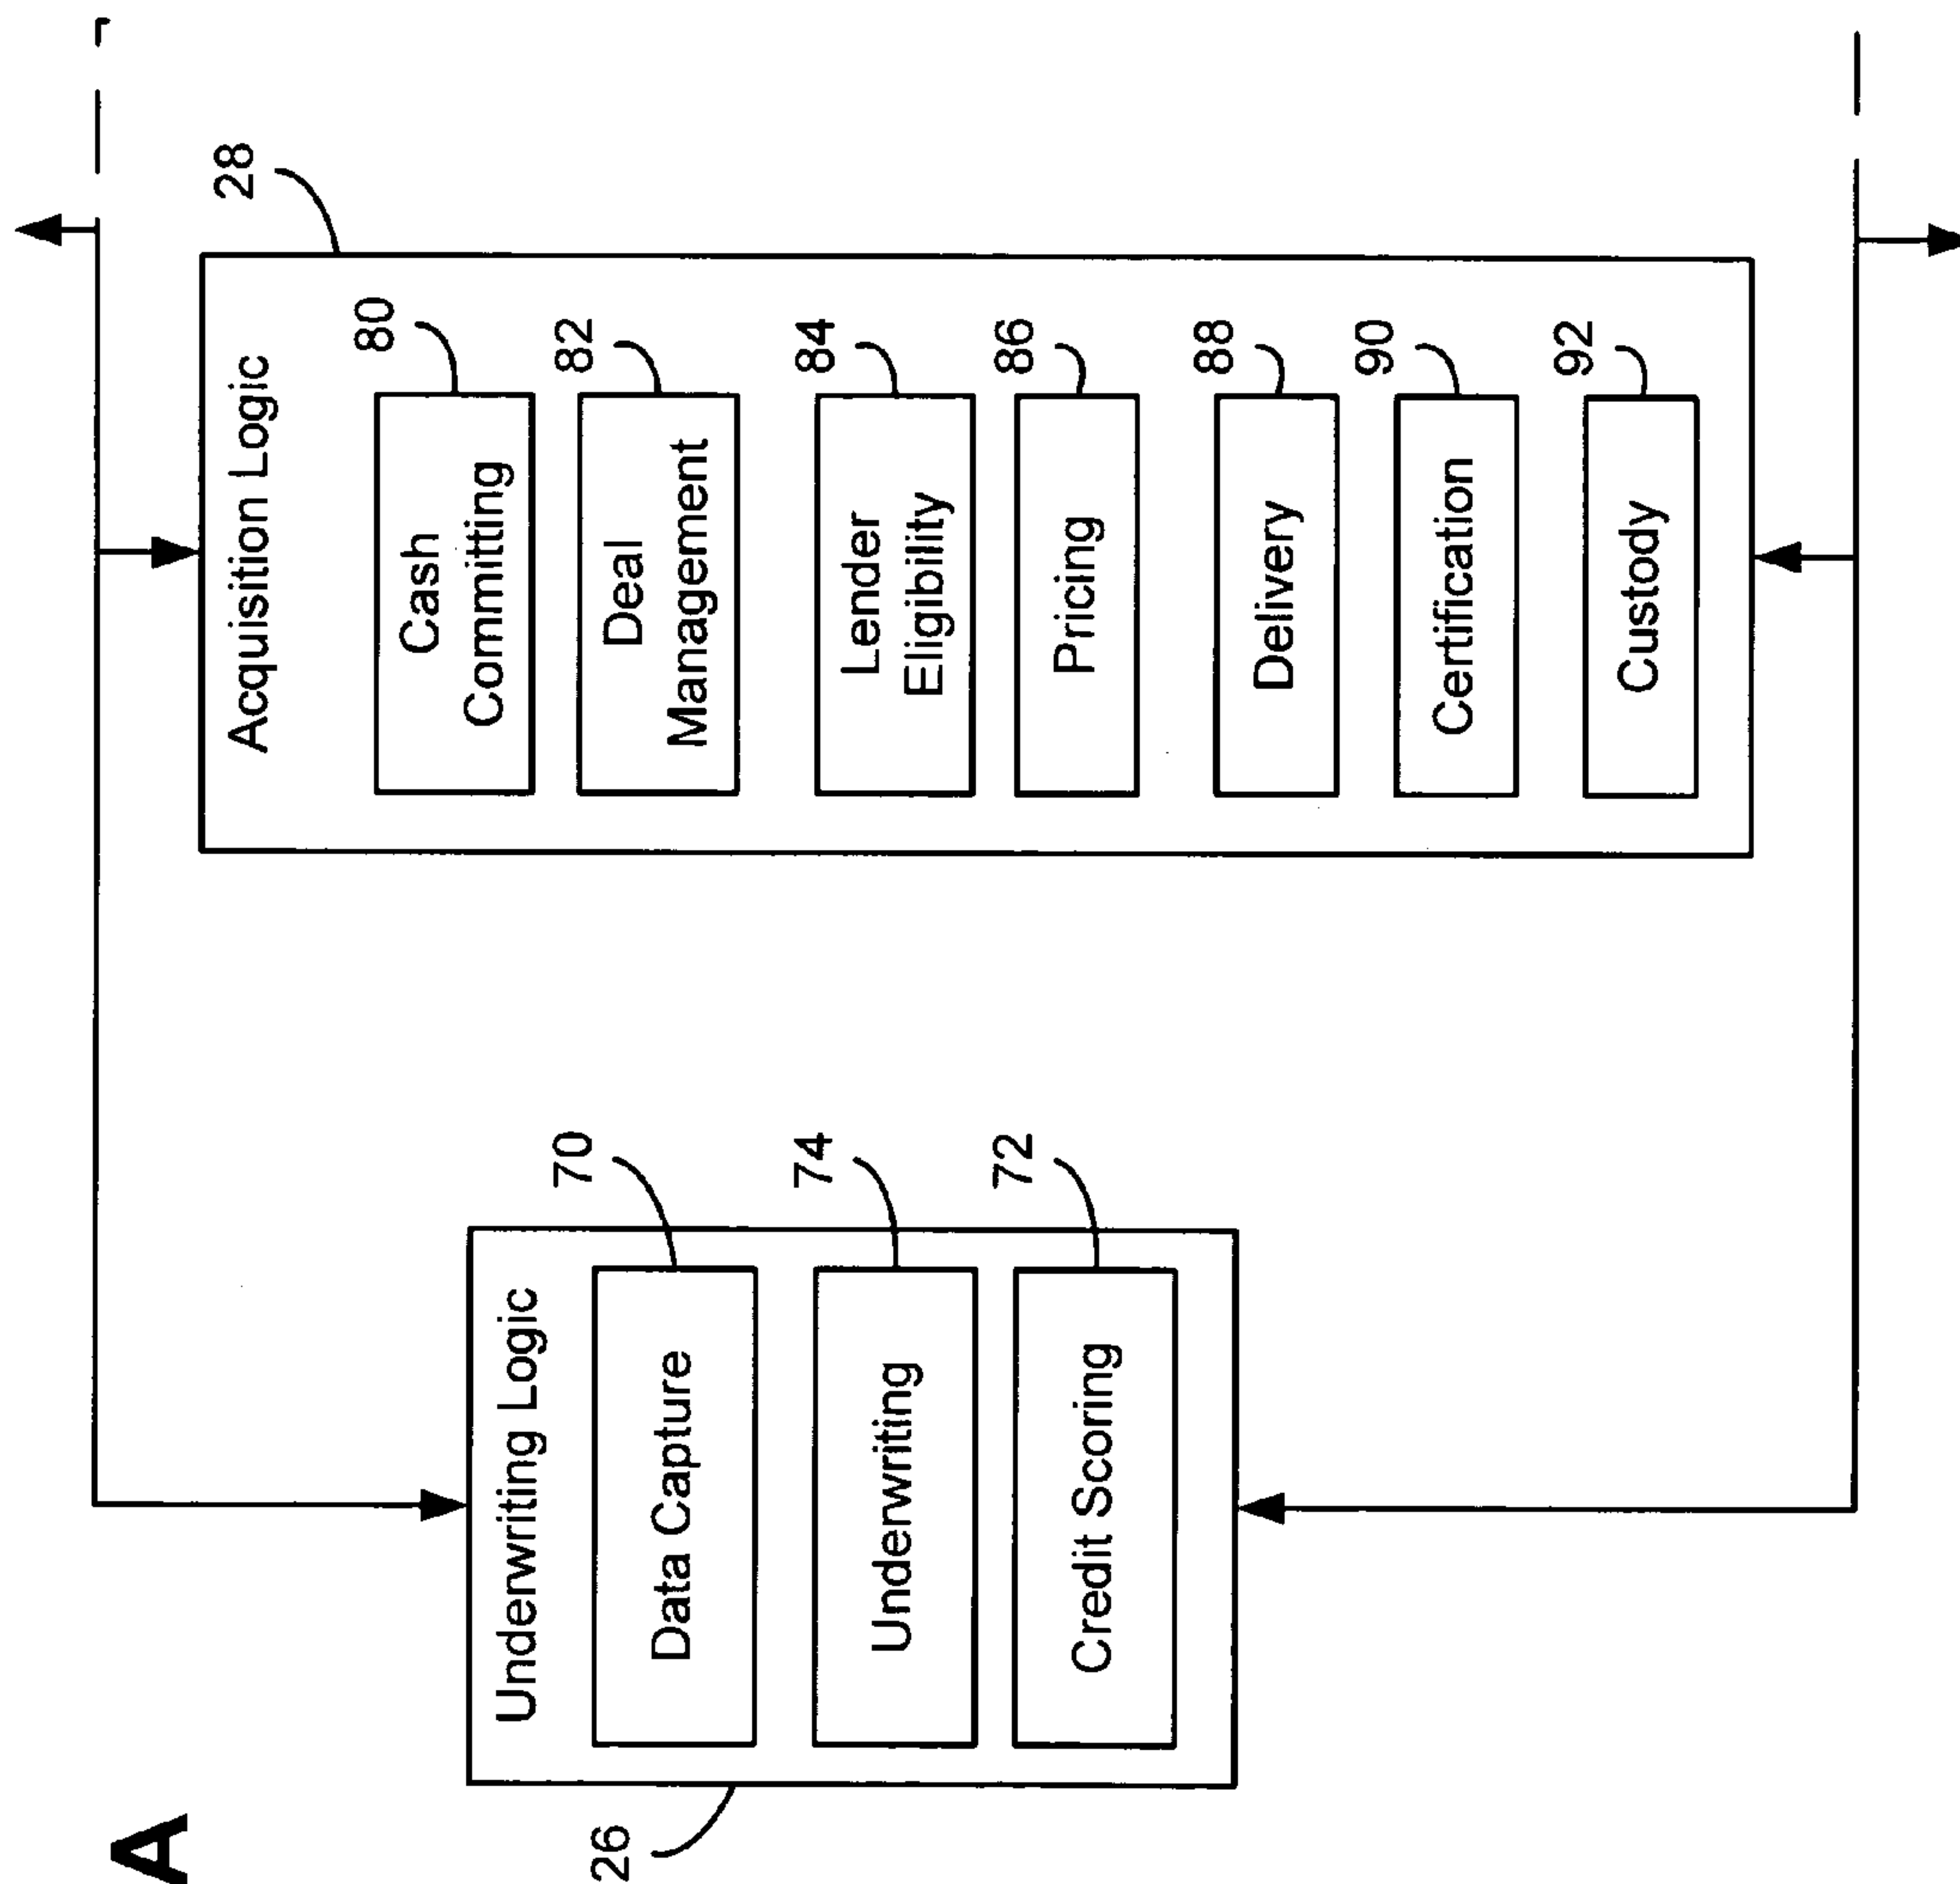 A
26
Underwriting Logic
Data Capture
70
Underwriting
74
Credit Scoring
72
28
Acquisition Logic
Cash
Committing
80
Deal
Management
82
Lender
Eligibility
84
Pricing
86
Delivery
88
Certification
90
Custody
92